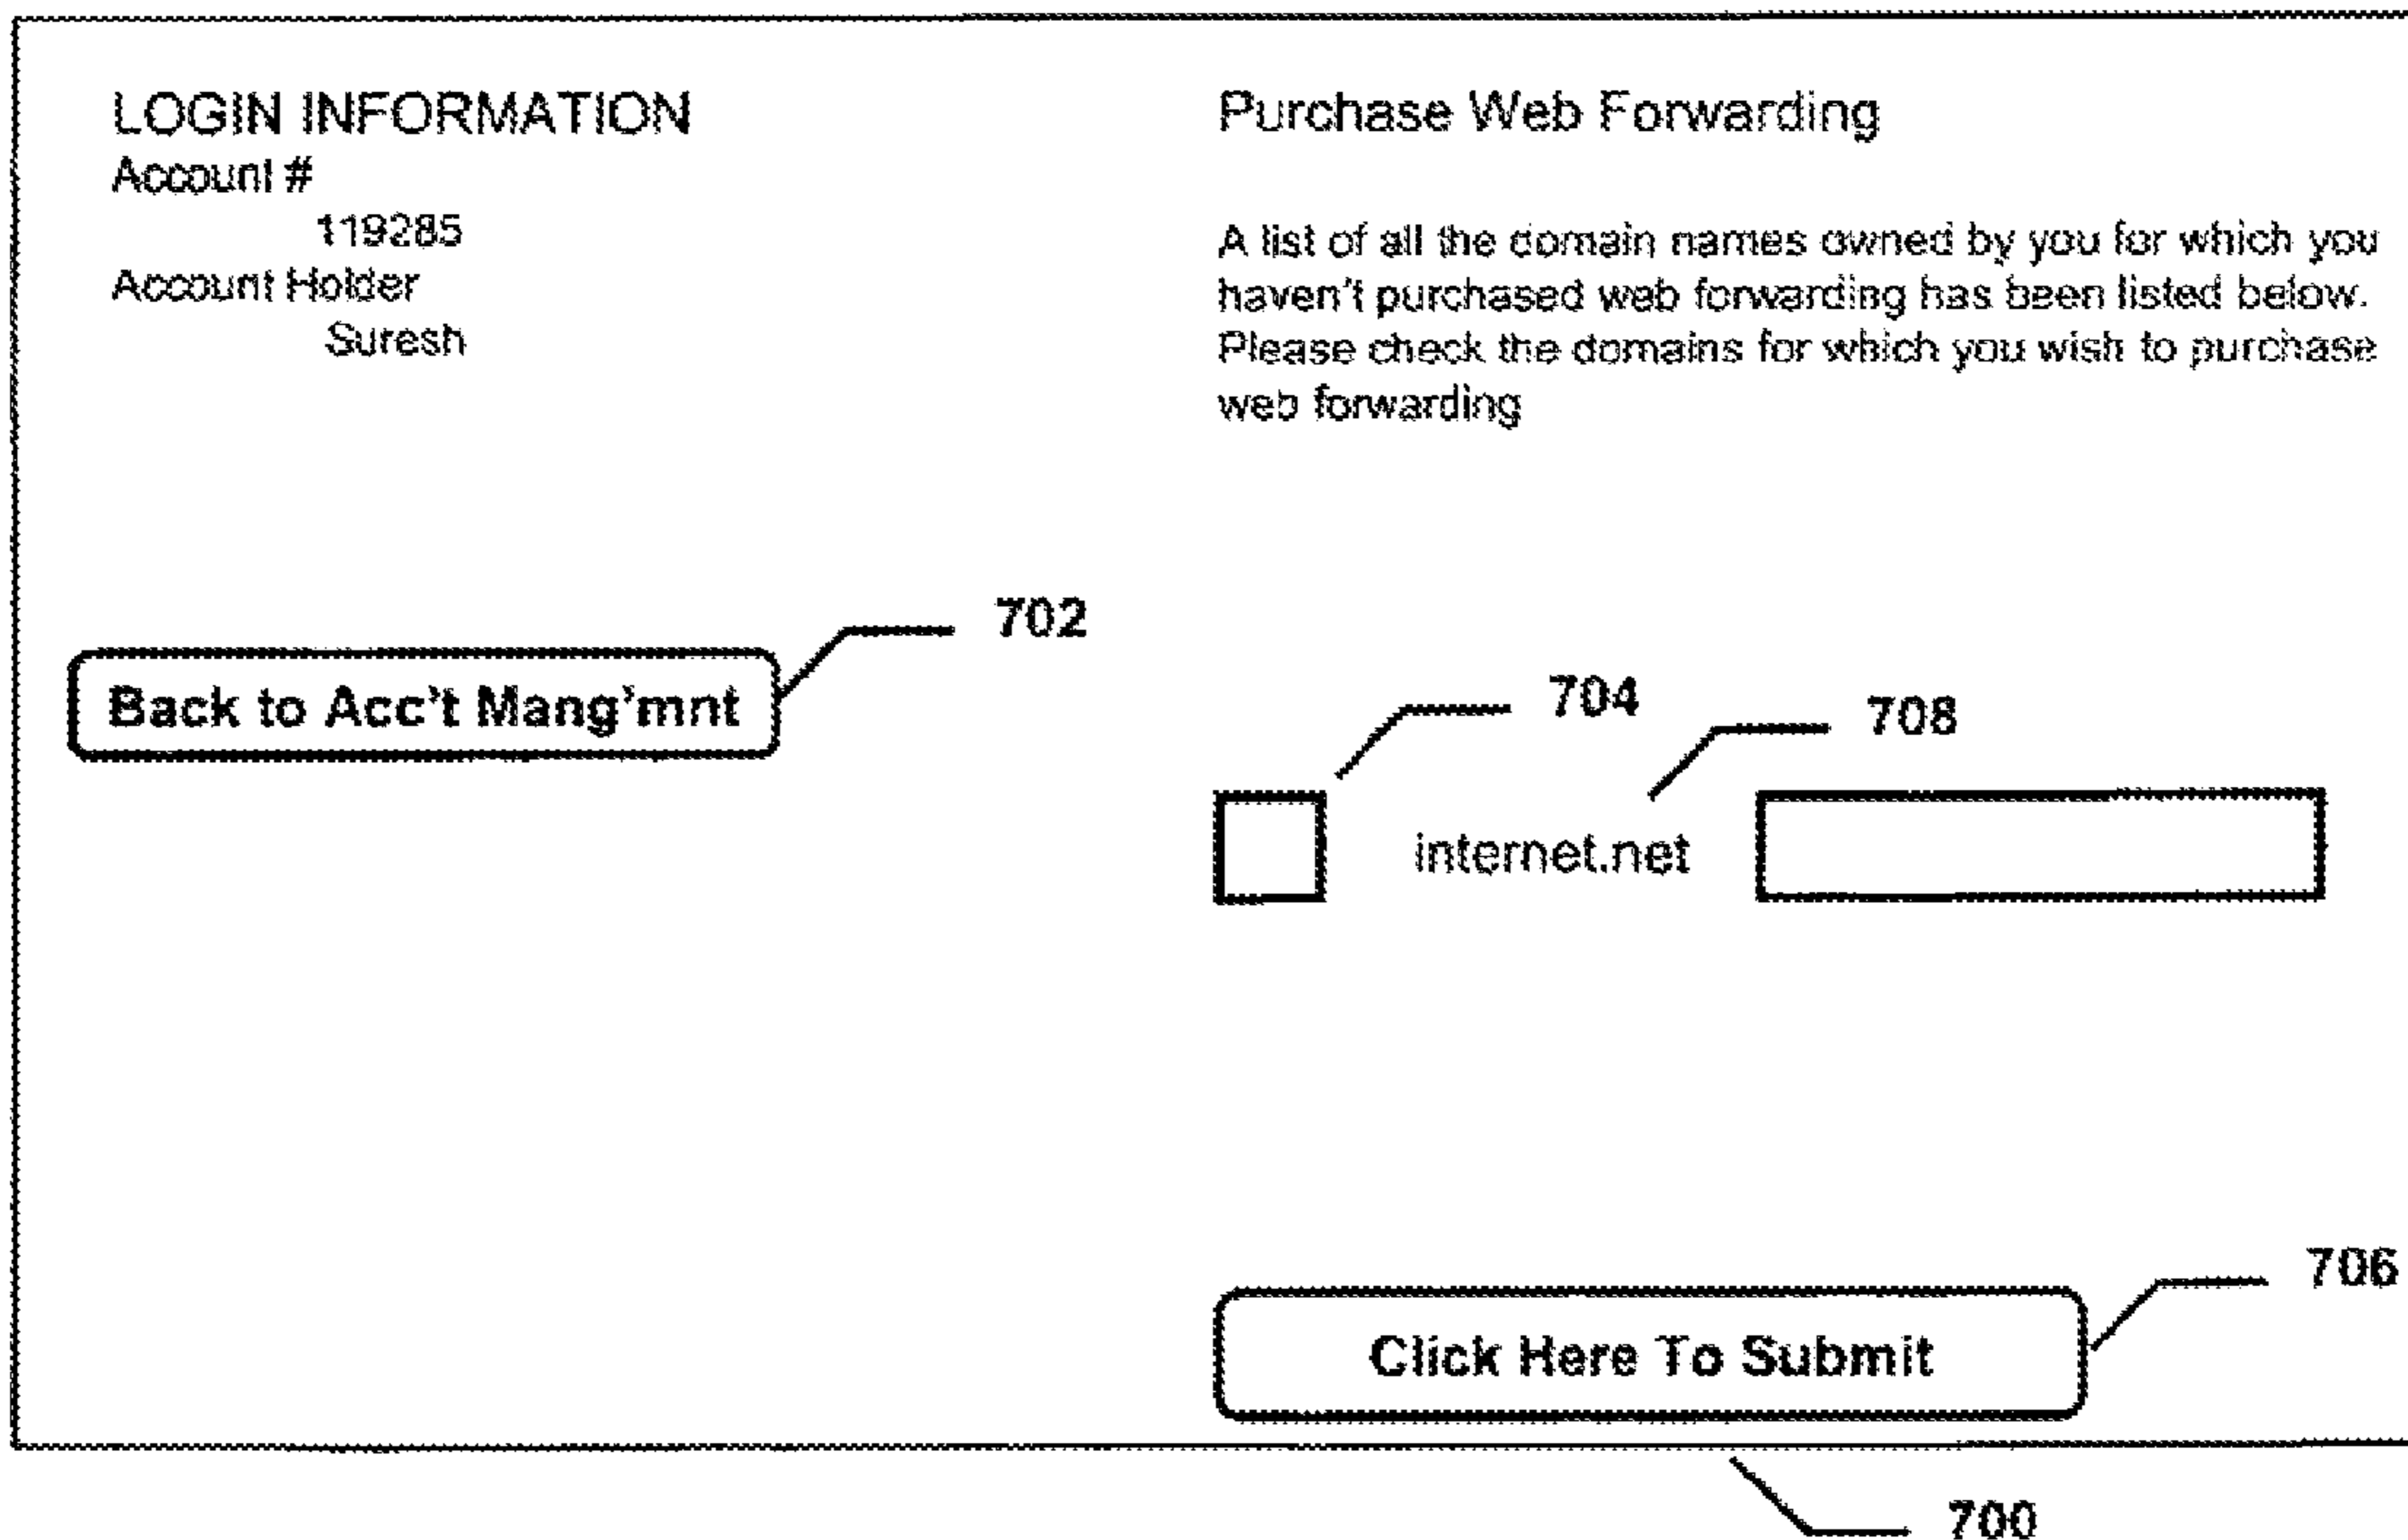 LOGIN INFORMATION
Account #
119285
Account Holder
Suresh
Purchase Web Forwarding
A list of all the domain names owned by you for which you
haven't purchased web forwarding has been listed below.
Please check the domains for which you wish to purchase
web forwarding
702
Back to Acc't Mang'mnt
704
708
internet.net
706
Click Here To Submit
700